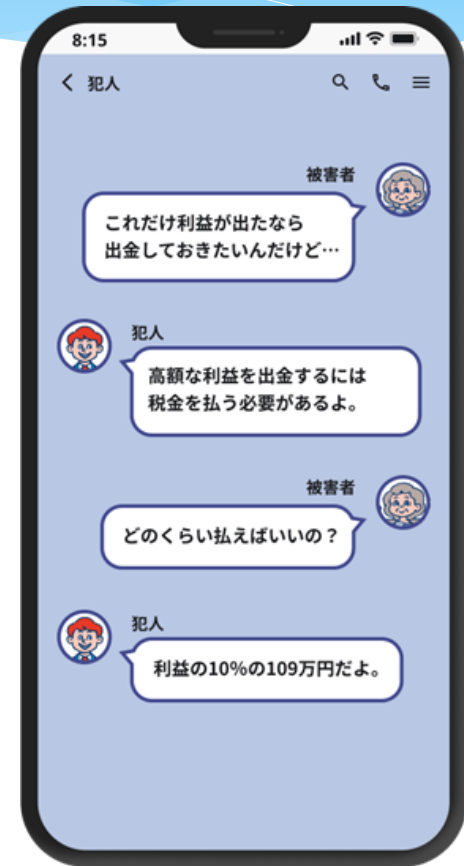 8:15
犯人
被害者
これだけ利益が出たなら
出金しておきたいんだけど…
犯人
高額な利益を出金するには
税金を払う必要があるよ。
被害者
どのくらい払えばいいの？
犯人
利益の10%の109万円だよ。